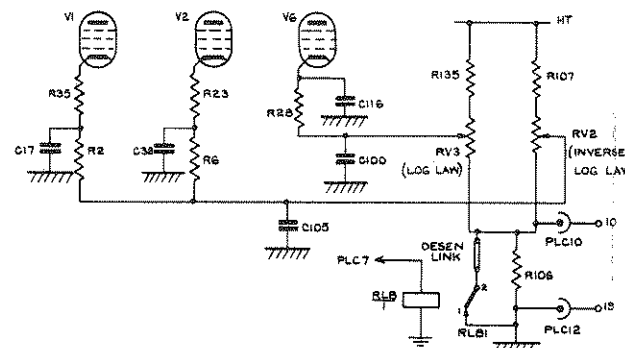 V1
V2
V6
HT
R35
R23
R28
C116
R135
R107
C17
R2
C38
R6
C100
RV3
(LOG LAW)
RV2
(INVERSE
LOG LAW
C105
DESEN
LINK
PLC10
10
PLC7
RLB
1
2
1
RLB1
R106
PLC12